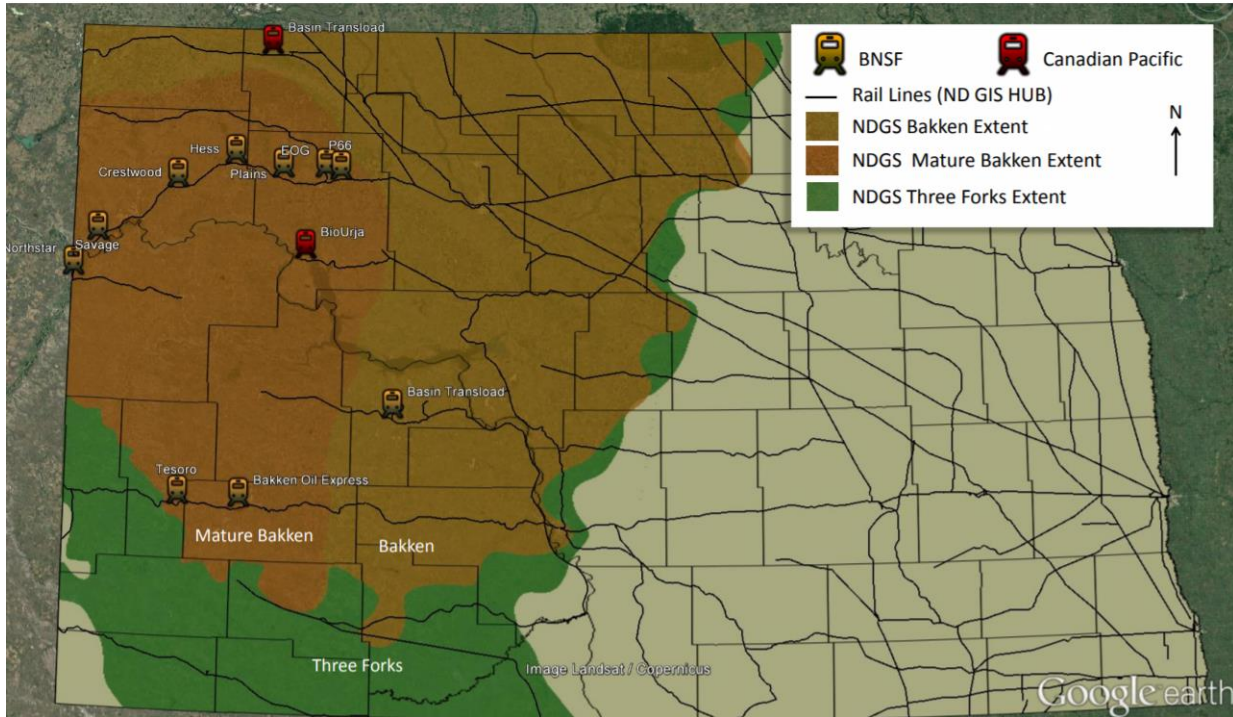 Basin Transload
BNSF
Canadian Pacific
Rail Lines (ND GIS HUB)
N
NDGS Bakken Extent
NDGS Mature Bakken Extent
NDGS Three Forks Extent
Hess
EOG
P66
Crestwood
Plains
BioUrja
Northstar
Savage
Basin Transload
Tesoro
Bakken Oil Express
Mature Bakken
Bakken
Three Forks
Image Landsat / Copernicus
Google earth